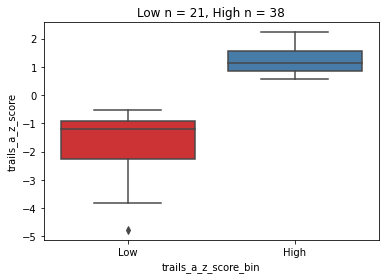 Low n = 21, High n = 38
trails_a_z_score
2
1
0
−1
−2
−3
−4
−5
Low High
trails_a_z_score_bin